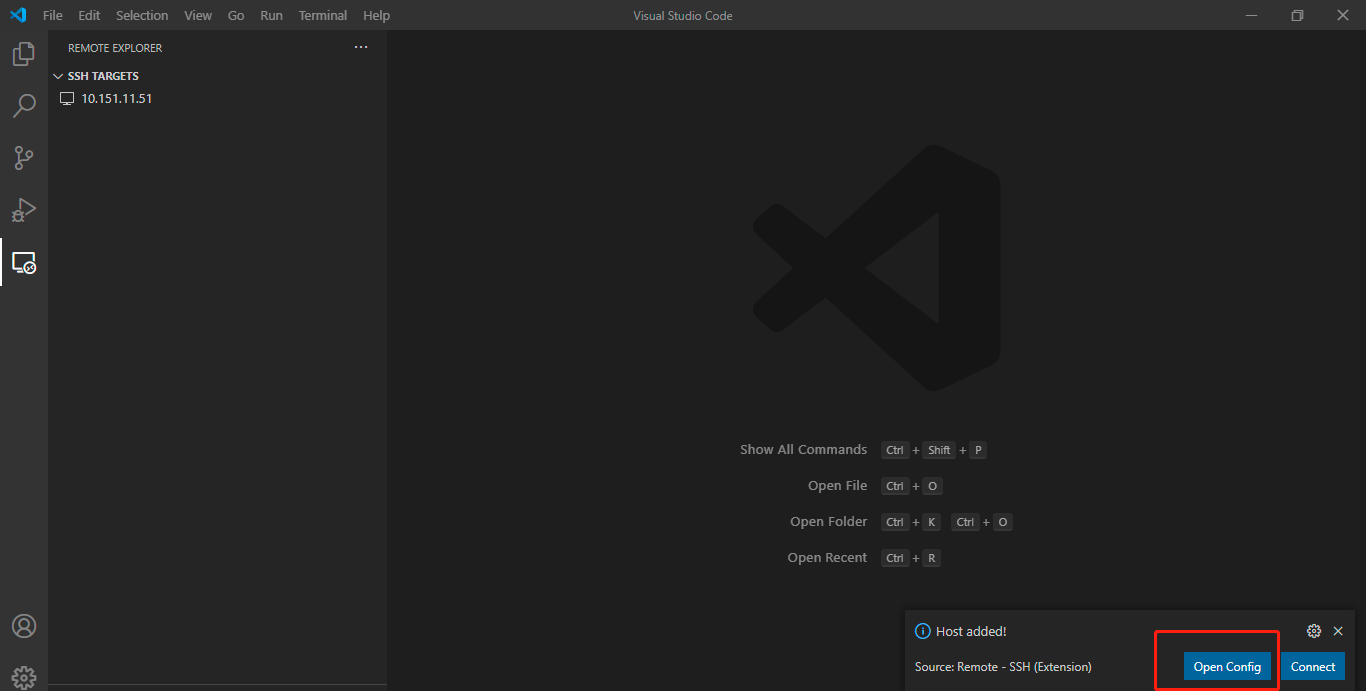 File Edit Selection View Go Run Terminal Help Visual Studio Code
REMOTE EXPLORER
SSH TARGETS
10.151.11.51
Show All Commands Ctrl + Shift + P
Open File Ctrl + O
Open Folder Ctrl + K Ctrl + O
Open Recent Ctrl + R
Host added!
Source: Remote - SSH (Extension) Open Config Connect